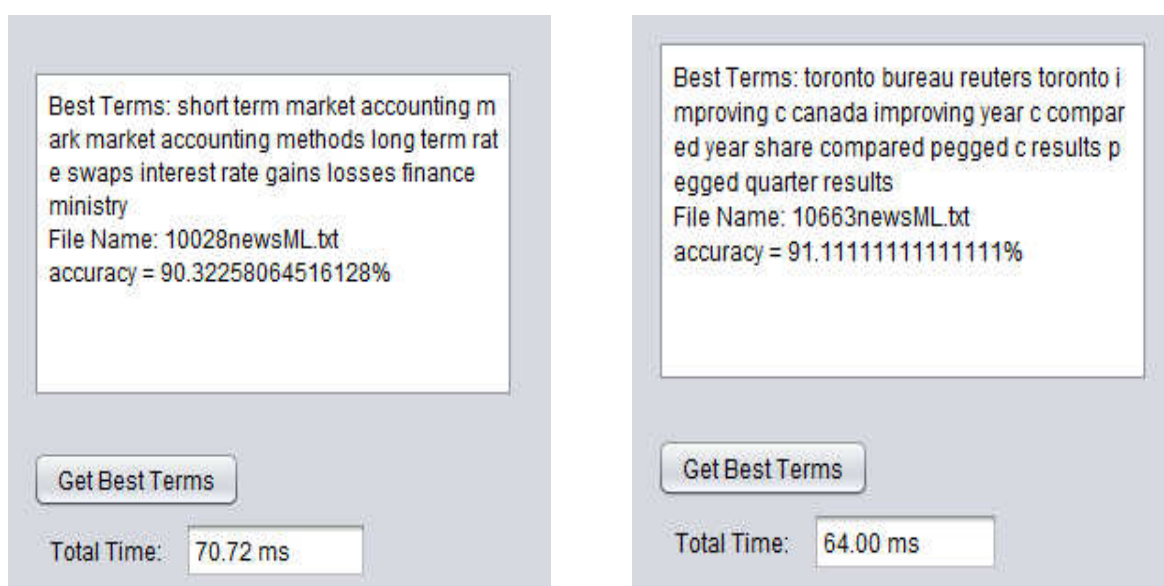 Best Terms: short term market accounting m
ark market accounting methods long term rat
e swaps interest rate gains losses finance
ministry
File Name: 10028newsML.txt
accuracy = 90.32258064516128%
Get Best Terms
Total Time: 70.72 ms
Best Terms: toronto bureau reuters toronto i
mproving c canada improving year c compar
ed year share compared pegged c results p
egged quarter results
File Name: 10663newsML.txt
accuracy = 91.11111111111111%
Get Best Terms
Total Time: 64.00 ms